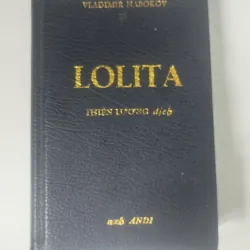 VLADIMIR NABOKOV
LOLITA
THIÊN LƯƠNG dịch
nxb ANDI